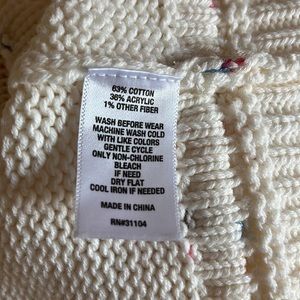 63% COTTON
36% ACRYLIC
1% OTHER FIBER
WASH BEFORE WEAR
MACHINE WASH COLD
WITH LIKE COLORS
GENTLE CYCLE
ONLY NON-CHLORINE
BLEACH
IF NEED
DRY FLAT
COOL IRON IF NEEDED
MADE IN CHINA
RN#31104